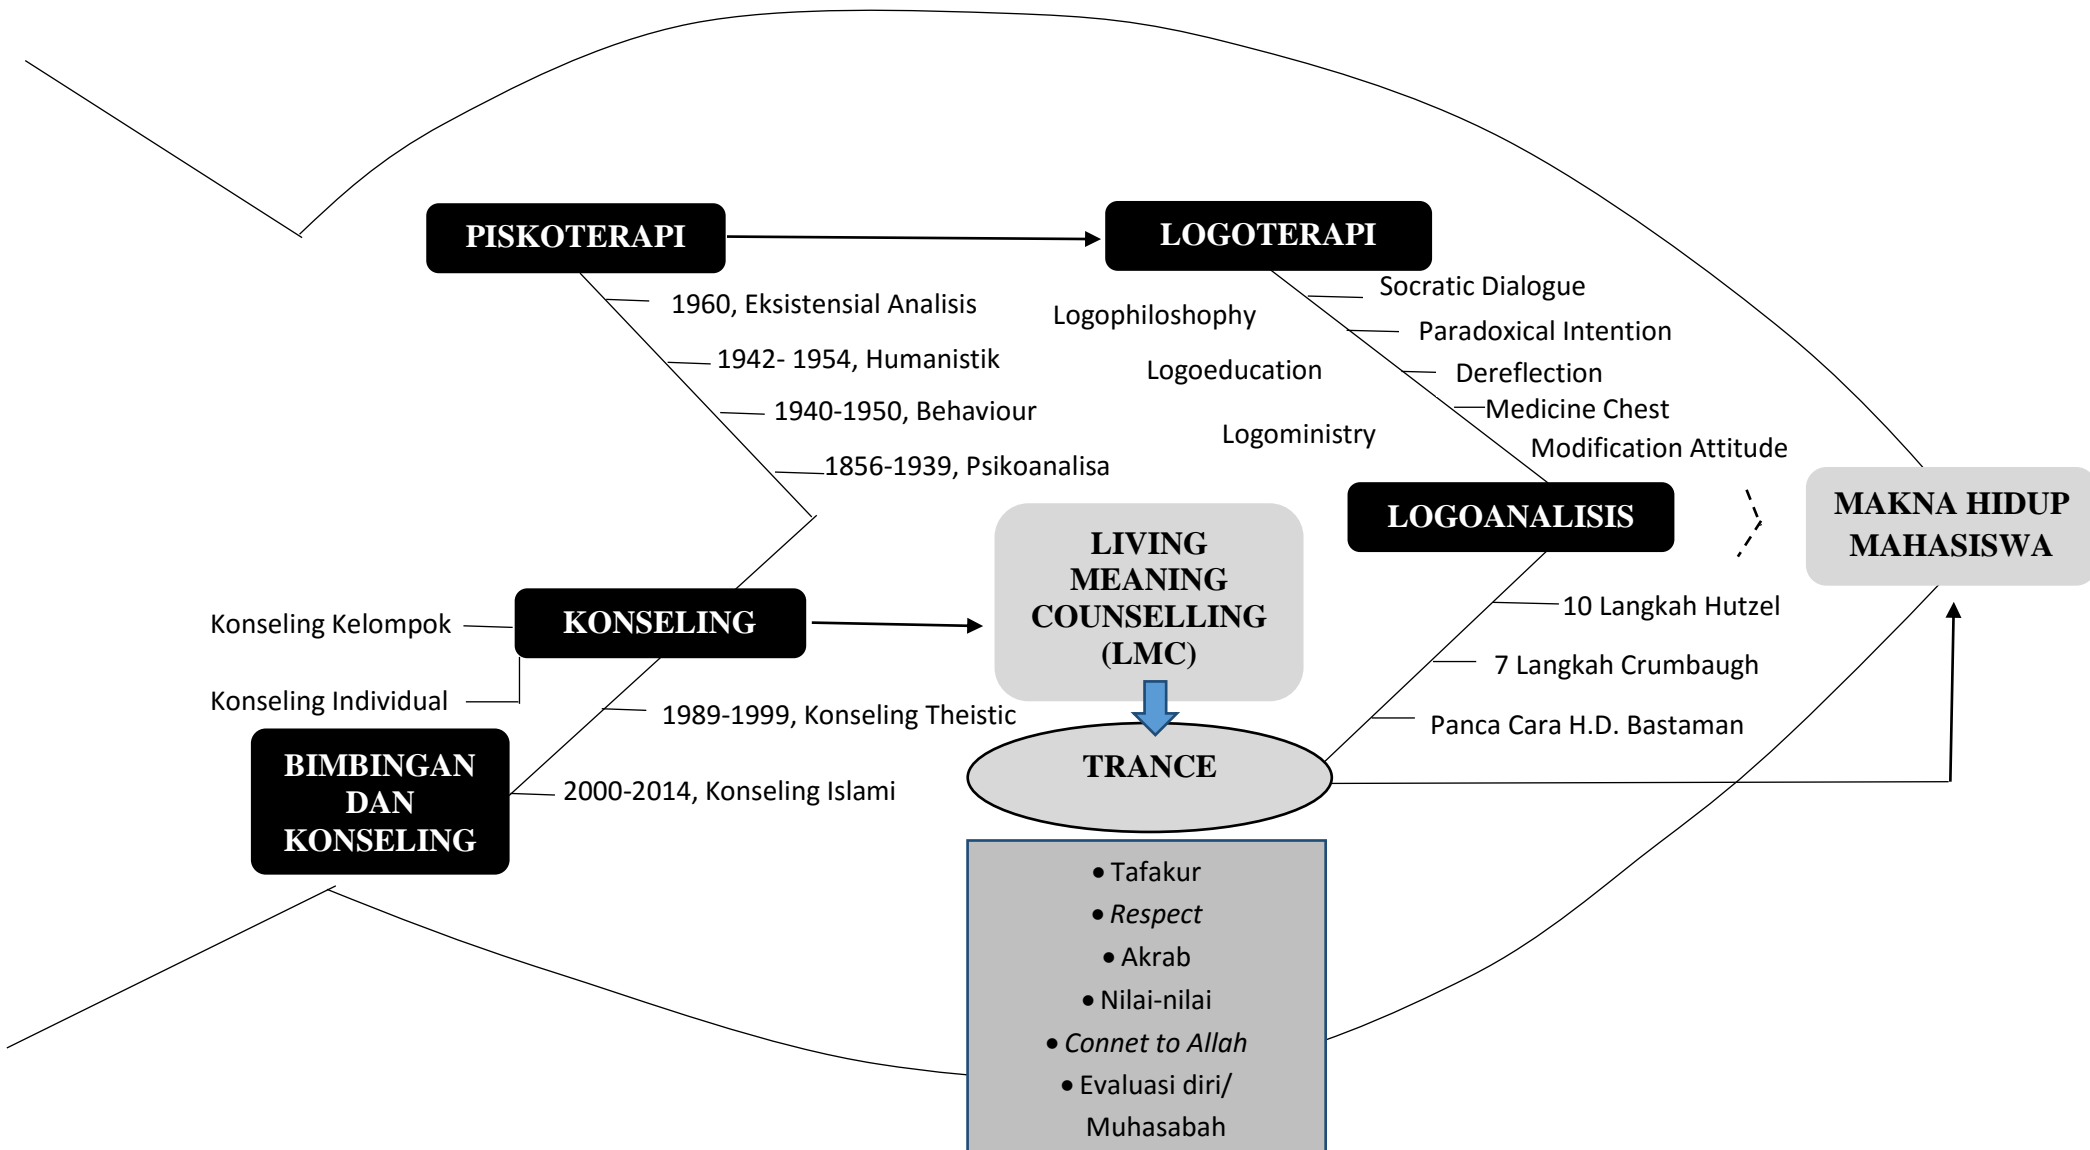 PISKOTERAPI
1960, Eksistensial Analisis
1942- 1954, Humanistik
1940-1950, Behaviour
1856-1939, Psikoanalisa
LOGOTERAPI
Socratic Dialogue
Paradoxical Intention
Dereflection
Medicine Chest
Modification Attitude
Logophiloshophy
Logoeducation
Logoministry
LOGOANALISIS
10 Langkah Hutzel
7 Langkah Crumbaugh
Panca Cara H.D. Bastaman
MAKNA HIDUP
MAHASISWA
Konseling Kelompok
Konseling Individual
KONSELING
1989-1999, Konseling Theistic
2000-2014, Konseling Islami
BIMBINGAN
DAN
KONSELING
LIVING
MEANING
COUNSELLING
(LMC)
TRANCE
• Tafakur
• Respect
• Akrab
• Nilai-nilai
• Connet to Allah
• Evaluasi diri/
Muhasabah